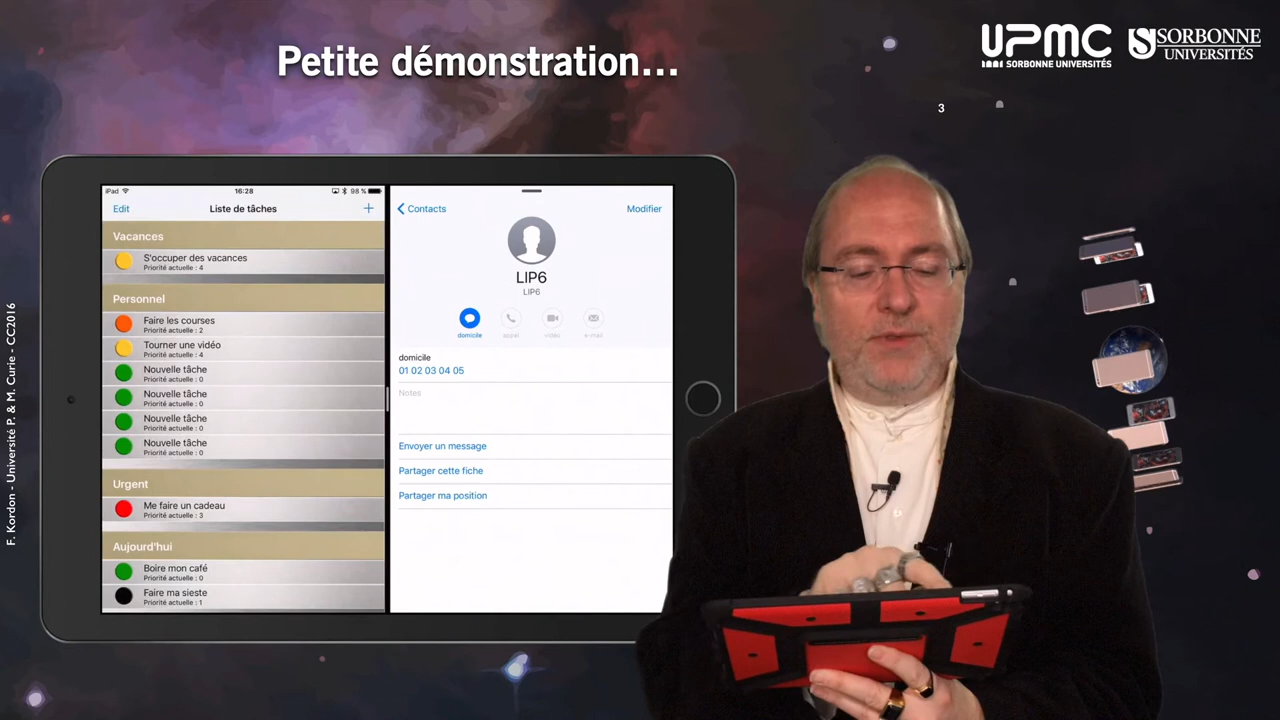 Petite démonstration...
UPMC
SORBONNE UNIVERSITÉS
SORBONNE
UNIVERSITÉS
3
iPad
16:28
98 %
Edit
Liste de tâches
+
Vacances
S'occuper des vacances
Priorité actuelle : 4
Personnel
Faire les courses
Priorité actuelle : 2
Tourner une vidéo
Priorité actuelle : 4
Nouvelle tâche
Priorité actuelle : 0
Nouvelle tâche
Priorité actuelle : 0
Nouvelle tâche
Priorité actuelle : 0
Nouvelle tâche
Priorité actuelle : 0
Urgent
Me faire un cadeau
Priorité actuelle : 3
Aujourd'hui
Boire mon café
Priorité actuelle : 0
Faire ma sieste
Priorité actuelle : 1
Contacts
Modifier
LIP6
LIP6
domicile
appel
vidéo
e-mail
domicile
01 02 03 04 05
Notes
Envoyer un message
Partager cette fiche
Partager ma position
F. Kordon - Université P. & M. Curie - CC2016